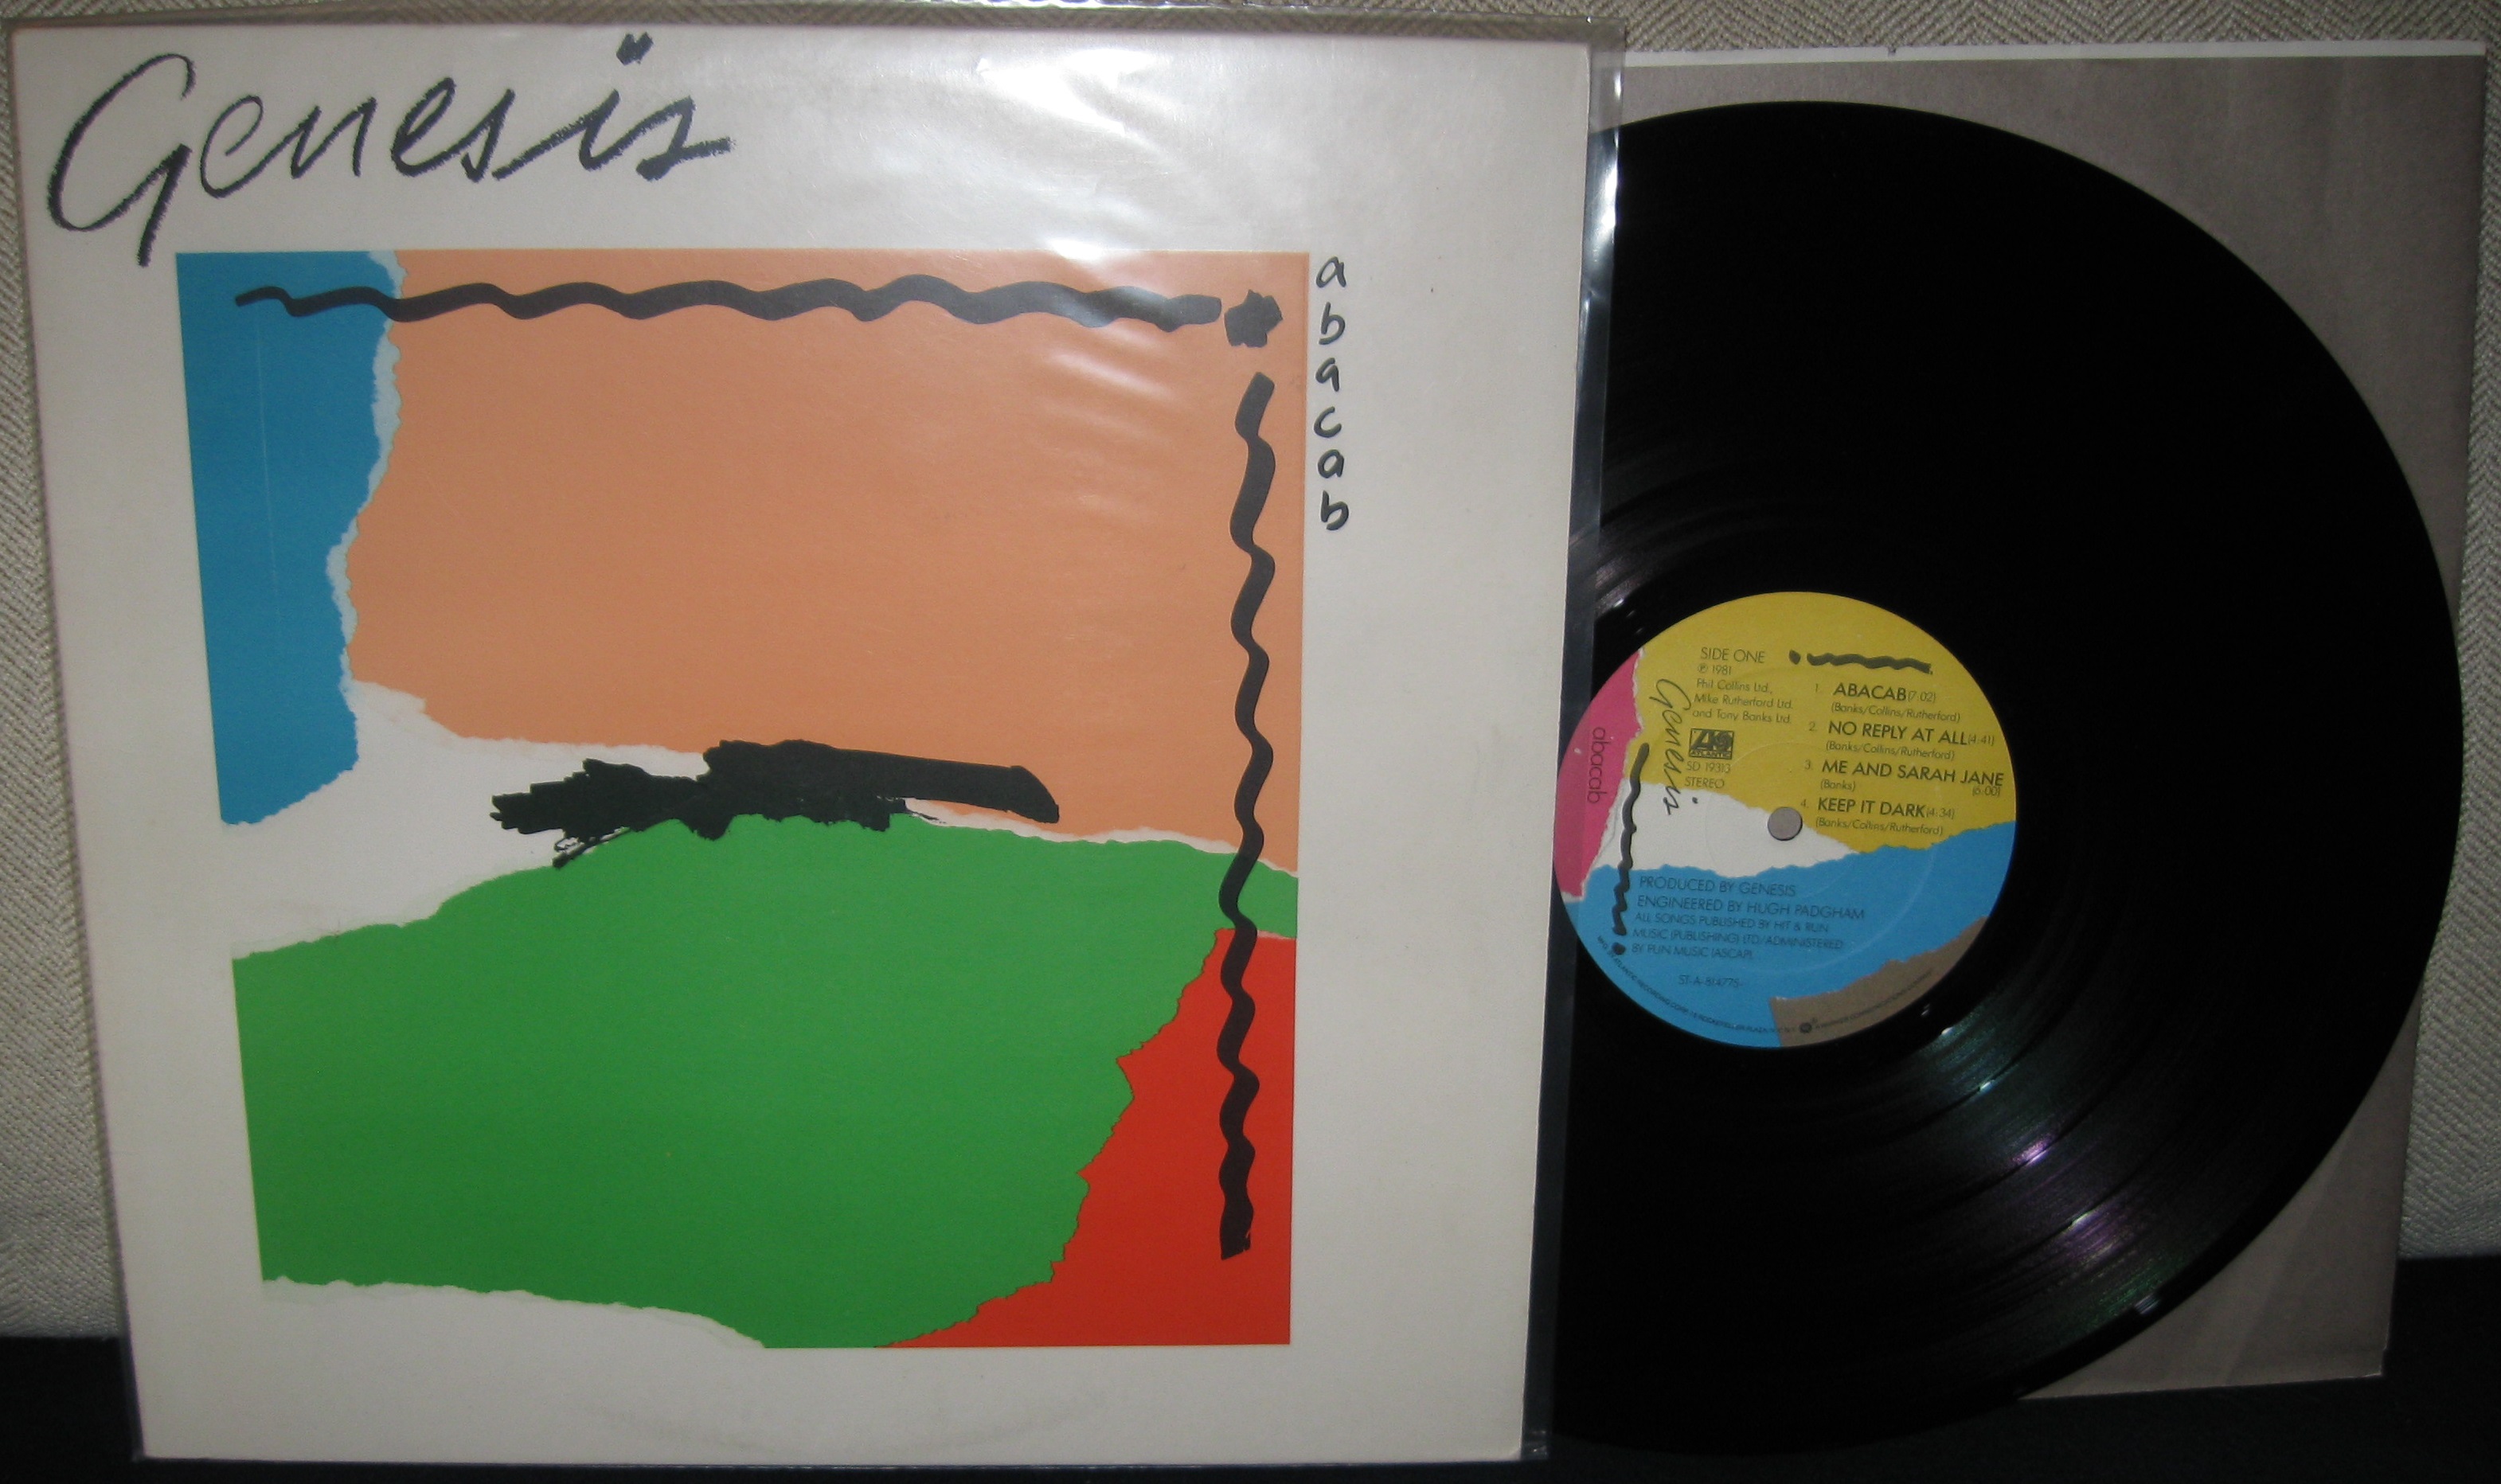 Genesis
a
b
a
c
a
b
SIDE ONE
℗ 1981
Phil Collins Ltd.,
Mike Rutherford Ltd.
and Tony Banks Ltd.
Genesis
abacab
ATLANTIC
SD 19313
STEREO
1. ABACAB (7:02)
(Banks/Collins/Rutherford)
2. NO REPLY AT ALL (4:41)
(Banks/Collins/Rutherford)
3. ME AND SARAH JANE
(Banks) (6:00)
4. KEEP IT DARK (4:34)
(Banks/Collins/Rutherford)
PRODUCED BY GENESIS
ENGINEERED BY HUGH PADGHAM
ALL SONGS PUBLISHED BY HIT & RUN
MUSIC (PUBLISHING) LTD/ADMINISTERED
BY PUN MUSIC (ASCAP).
ST-A-814775-